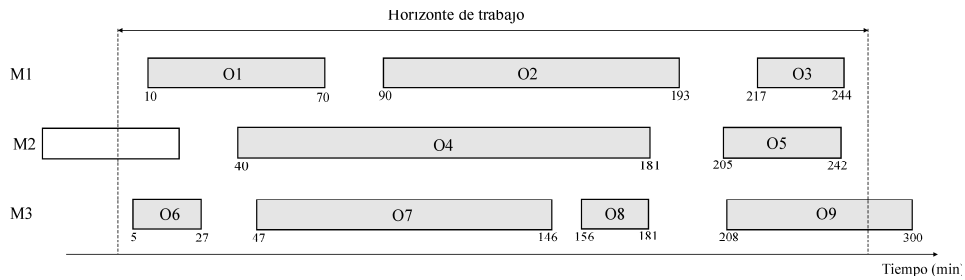 Horizonte de trabajo
M1
O1
O2
O3
10
70
90
193
217
244
M2
O4
O5
40
181
205
242
M3
O6
O7
O8
O9
5
27
47
146
156
181
208
300
Tiempo (min)